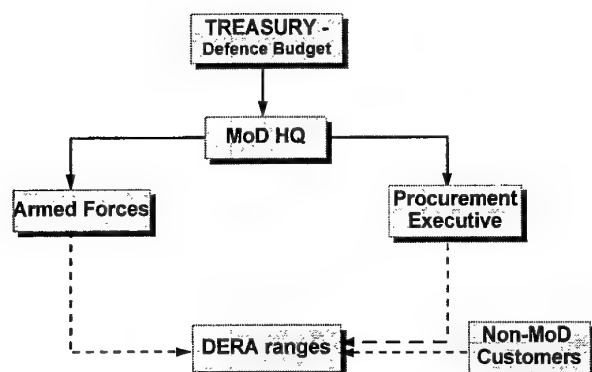 TREASURY -
Defence Budget
MoD HQ
Armed Forces
Procurement
Executive
DERA ranges
Non-MoD
Customers